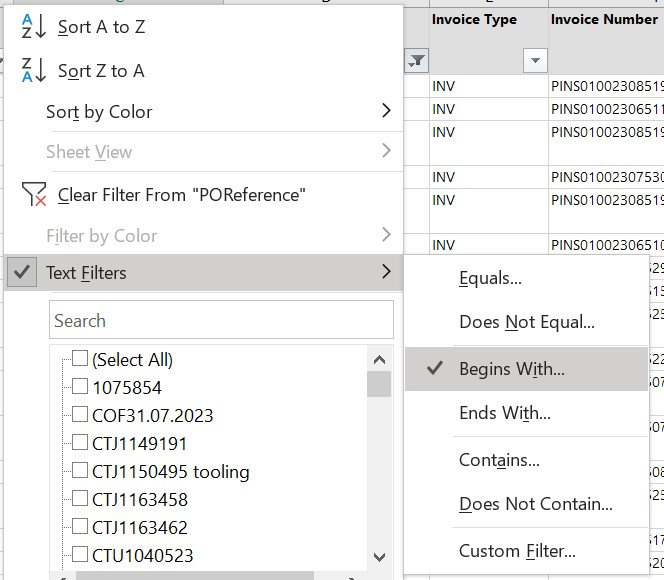 Invoice Type
Invoice Number
Sort A to Z
Sort Z to A
Sort by Color
Sheet View
Clear Filter From "POReference"
Filter by Color
Text Filters
Search
(Select All)
1075854
COF31.07.2023
CTJ1149191
CTJ1150495 tooling
CTJ1163458
CTJ1163462
CTU1040523
Equals...
Does Not Equal...
Begins With...
Ends With...
Contains...
Does Not Contain...
Custom Filter...
INV PINS01002308519
INV PINS01002306511
INV PINS01002308519
INV PINS01002307530
INV PINS01002308519
INV PINS01002306510